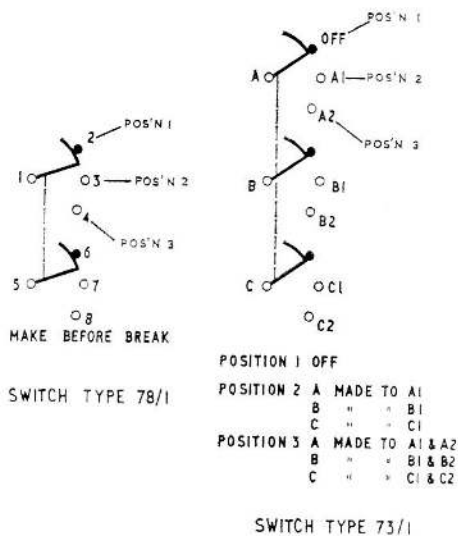 2 POS'N 1
1 3 POS'N 2
4
POS'N 3
6
5 7
8
MAKE BEFORE BREAK
SWITCH TYPE 78/1
OFF POS'N 1
A A1 POS'N 2
A2
POS'N 3
B B1
B2
C C1
C2
POSITION 1 OFF
POSITION 2 A MADE TO A1
B " " B1
C " " C1
POSITION 3 A MADE TO A1 & A2
B " " B1 & B2
C " " C1 & C2
SWITCH TYPE 73/1